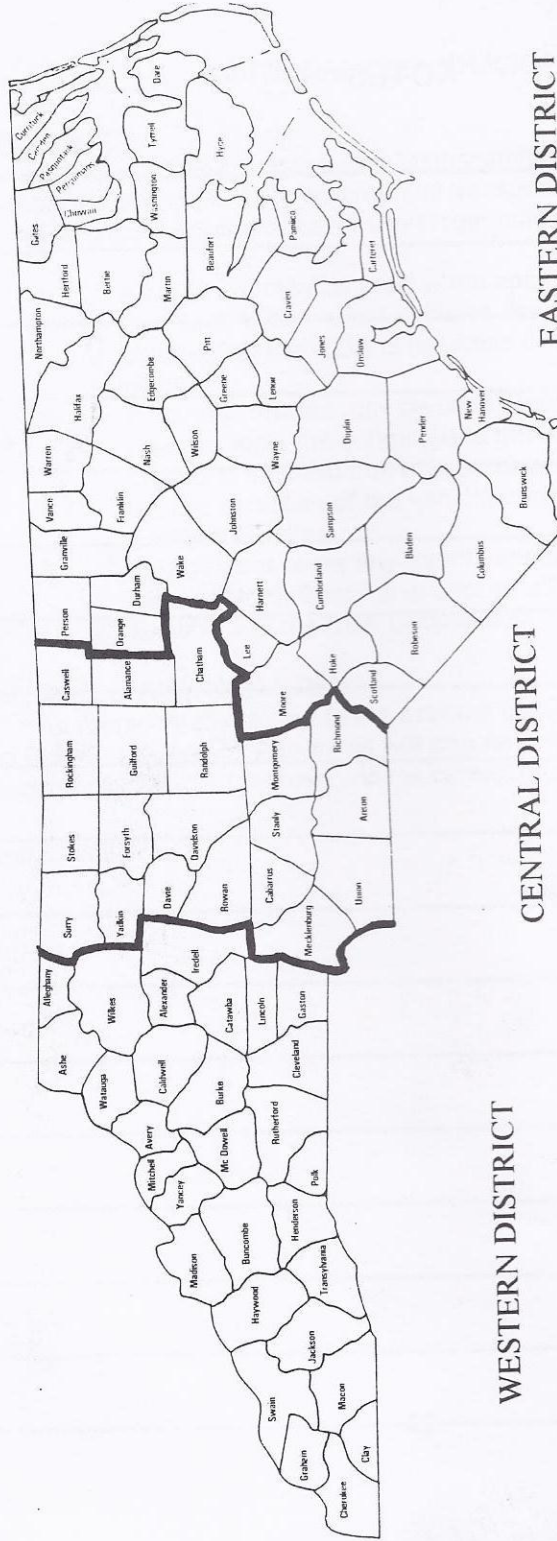 Cherokee
Graham
Clay
Swain
Macon
Jackson
Haywood
Transylvania
Madison
Buncombe
Henderson
Yancey
Mitchell
Mc Dowell
Polk
Rutherford
Avery
Watauga
Burke
Caldwell
Cleveland
Ashe
Alleghany
Wilkes
Alexander
Catawba
Lincoln
Gaston
Iredell
Surry
Yadkin
Davie
Rowan
Cabarrus
Mecklenburg
Union
Stokes
Forsyth
Davidson
Stanly
Anson
Rockingham
Guilford
Randolph
Montgomery
Richmond
Caswell
Alamance
Chatham
Moore
Lee
Hoke
Scotland
Person
Orange
Durham
Granville
Wake
Harnett
Cumberland
Robeson
Vance
Franklin
Warren
Johnston
Sampson
Bladen
Columbus
Nash
Halifax
Wilson
Wayne
Duplin
Pender
Brunswick
New
Hanover
Northampton
Edgecombe
Greene
Lenoir
Pitt
Jones
Onslow
Hertford
Bertie
Martin
Gates
Craven
Beaufort
Pamlico
Carteret
Chowan
Perquimans
Pasquotank
Camden
Currituck
Washington
Tyrrell
Dare
Hyde
WESTERN DISTRICT
CENTRAL DISTRICT
EASTERN DISTRICT